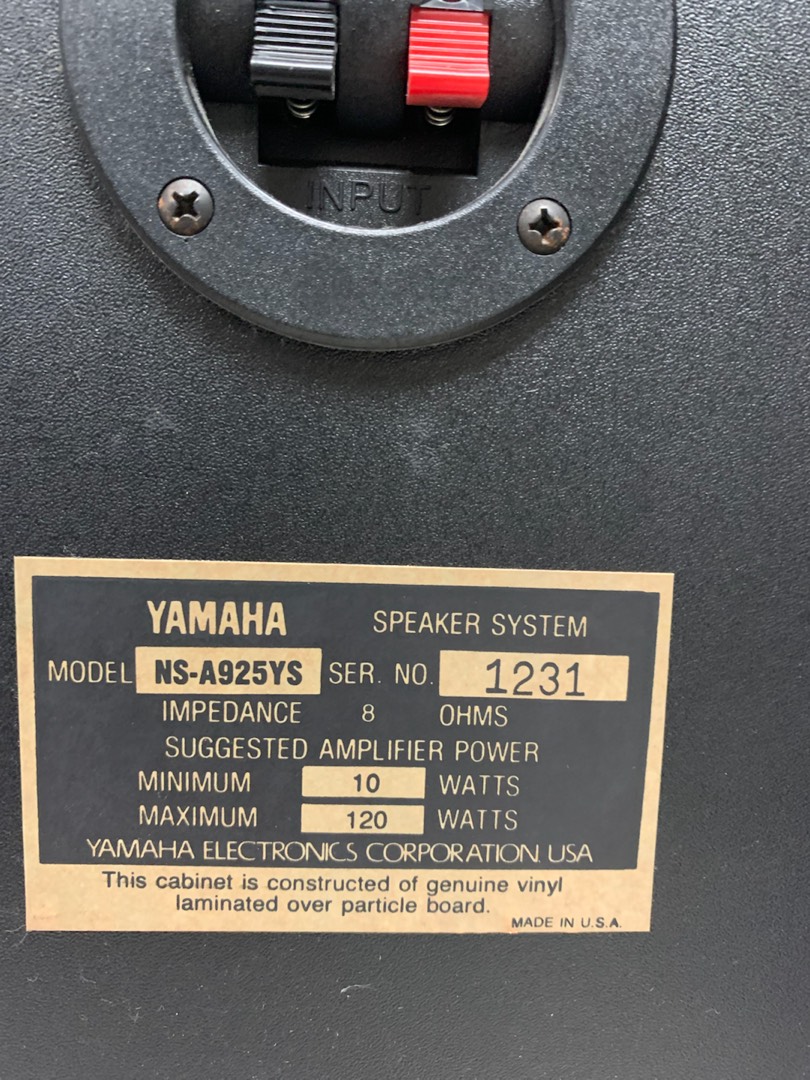 INPUT
YAMAHA SPEAKER SYSTEM
MODEL NS-A925YS SER. NO. 1231
IMPEDANCE 8 OHMS
SUGGESTED AMPLIFIER POWER
MINIMUM 10 WATTS
MAXIMUM 120 WATTS
YAMAHA ELECTRONICS CORPORATION. USA
This cabinet is constructed of genuine vinyl
laminated over particle board.
MADE IN U.S.A.